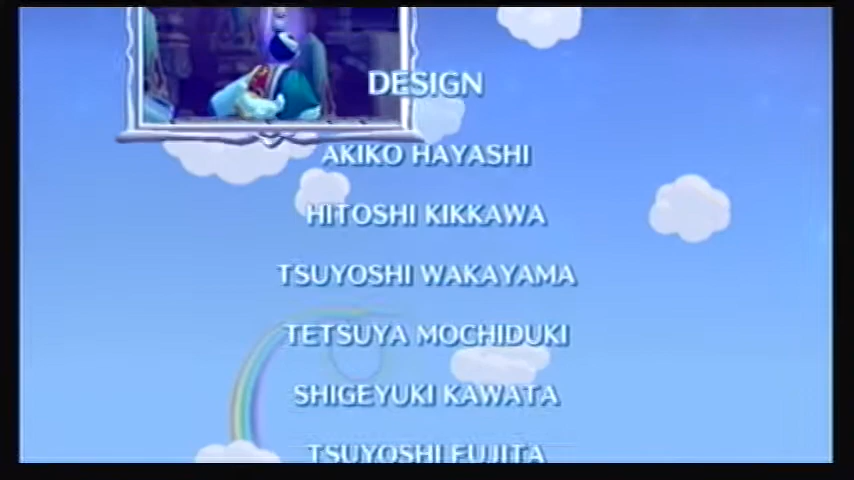 DESIGN
AKIKO HAYASHI
HITOSHI KIKKAWA
TSUYOSHI WAKAYAMA
TETSUYA MOCHIDUKI
SHIGEYUKI KAWATA
TSUYOSHI FUJITA